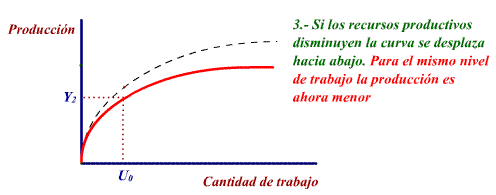 Producción
3.- Si los recursos productivos
disminuyen la curva se desplaza
hacia abajo. Para el mismo nivel
de trabajo la producción es
ahora menor
Y2
U0
Cantidad de trabajo